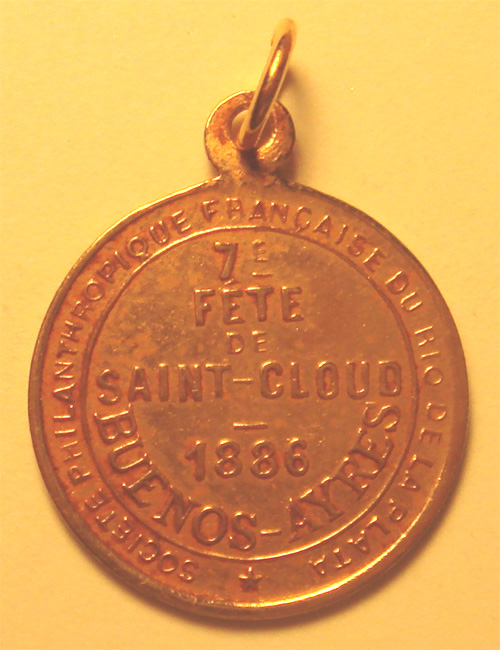 SOCIETE PHILANTHROPIQUE FRANÇAISE DU RIO DE LA PLATA
7E
FÊTE
DE
SAINT-CLOUD
1886
BUENOS-AYRES